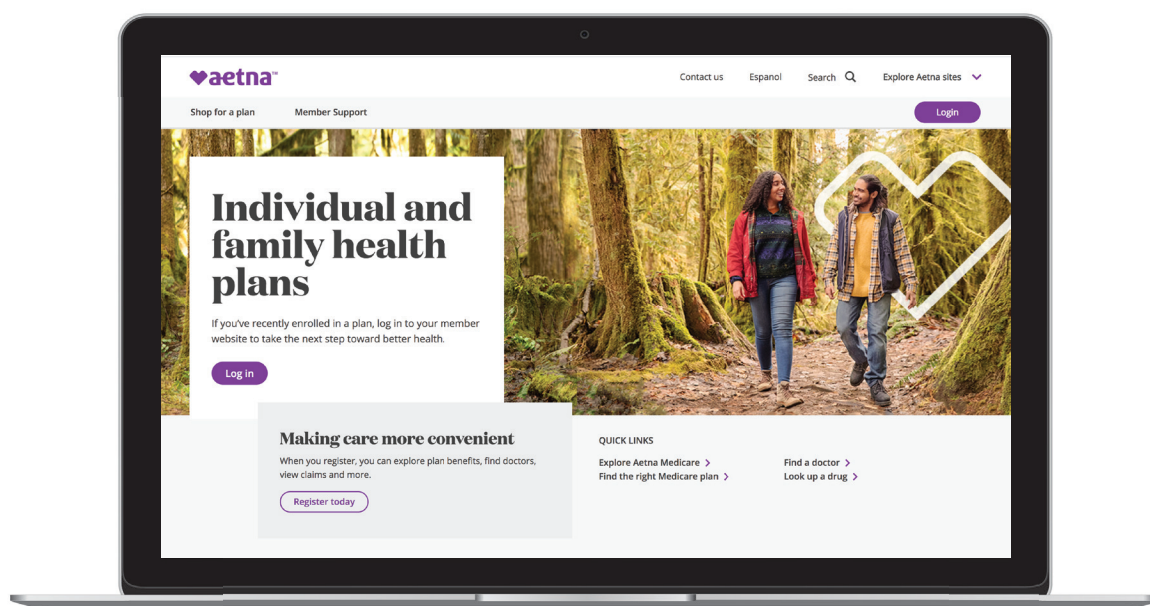 aetna™
Contact us
Espanol
Search
Explore Aetna sites
Shop for a plan
Member Support
Login
Individual and
family health
plans
If you've recently enrolled in a plan, log in to your member
website to take the next step toward better health.
Log in
Making care more convenient
When you register, you can explore plan benefits, find doctors,
view claims and more.
Register today
QUICK LINKS
Explore Aetna Medicare
Find the right Medicare plan
Find a doctor
Look up a drug